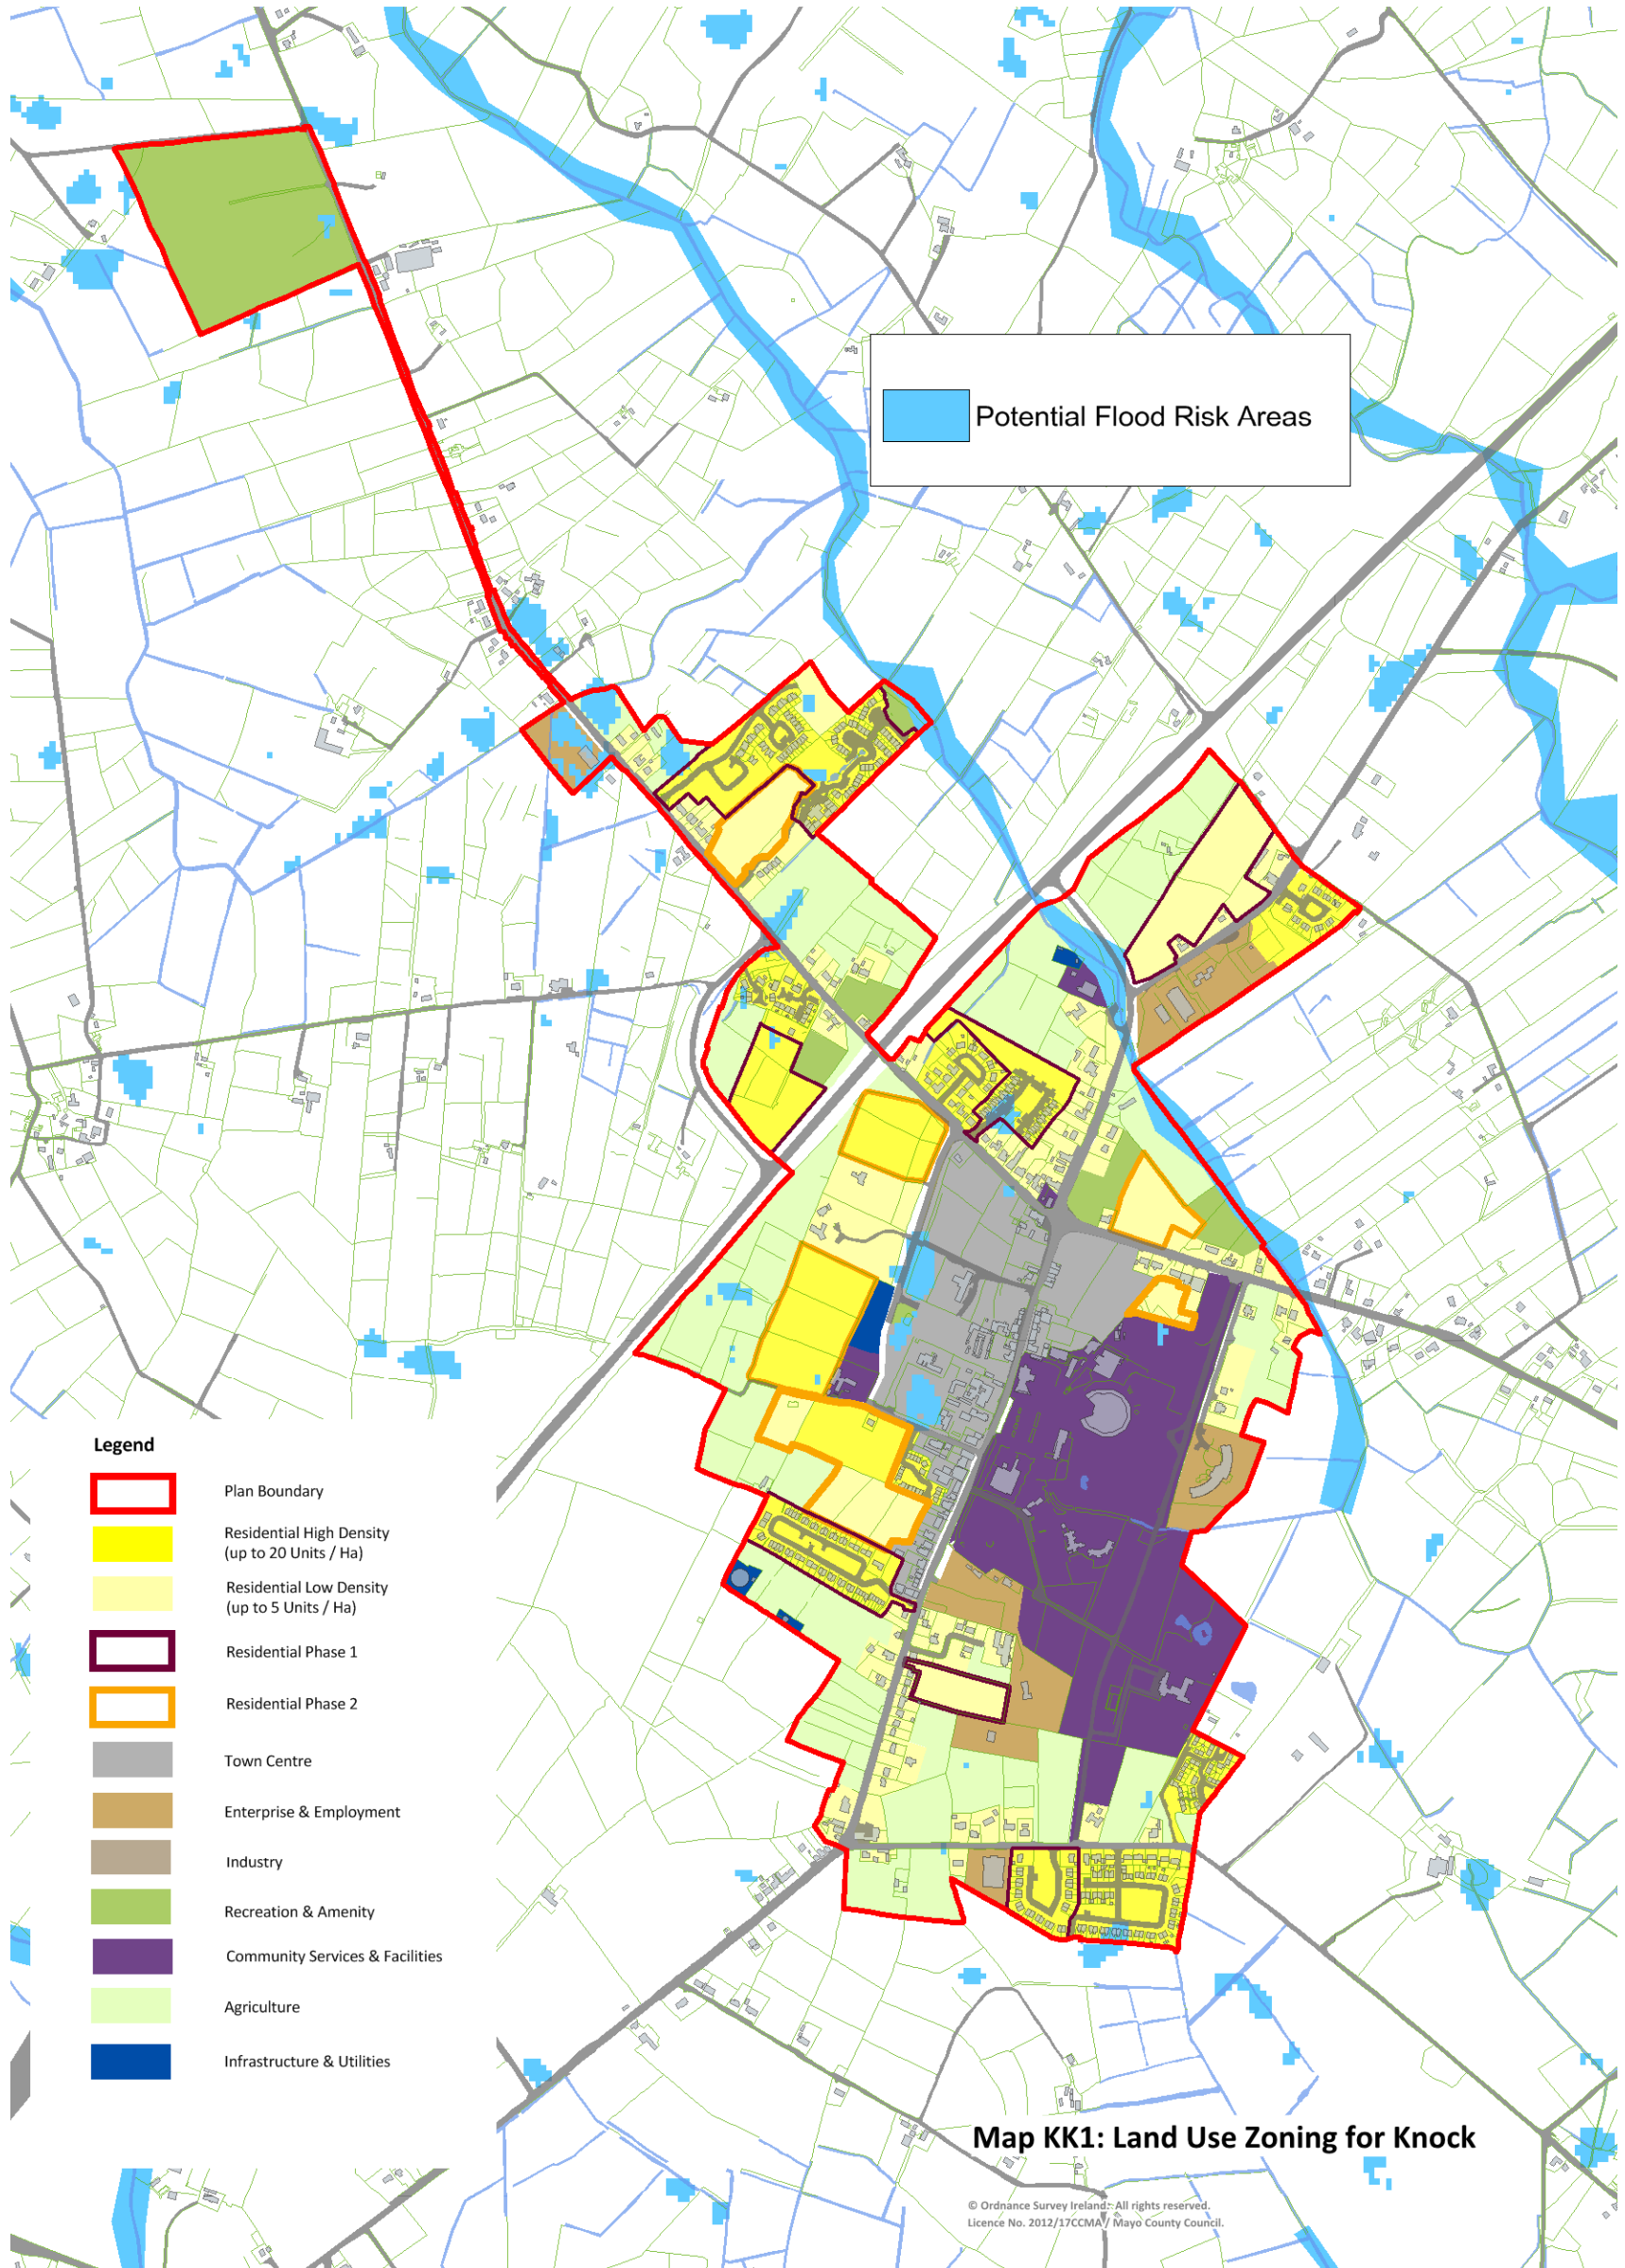 Potential Flood Risk Areas
Legend
Plan Boundary
Residential High Density
(up to 20 Units / Ha)
Residential Low Density
(up to 5 Units / Ha)
Residential Phase 1
Residential Phase 2
Town Centre
Enterprise & Employment
Industry
Recreation & Amenity
Community Services & Facilities
Agriculture
Infrastructure & Utilities
Map KK1: Land Use Zoning for Knock
© Ordnance Survey Ireland. All rights reserved.
Licence No. 2012/17CCMA / Mayo County Council.